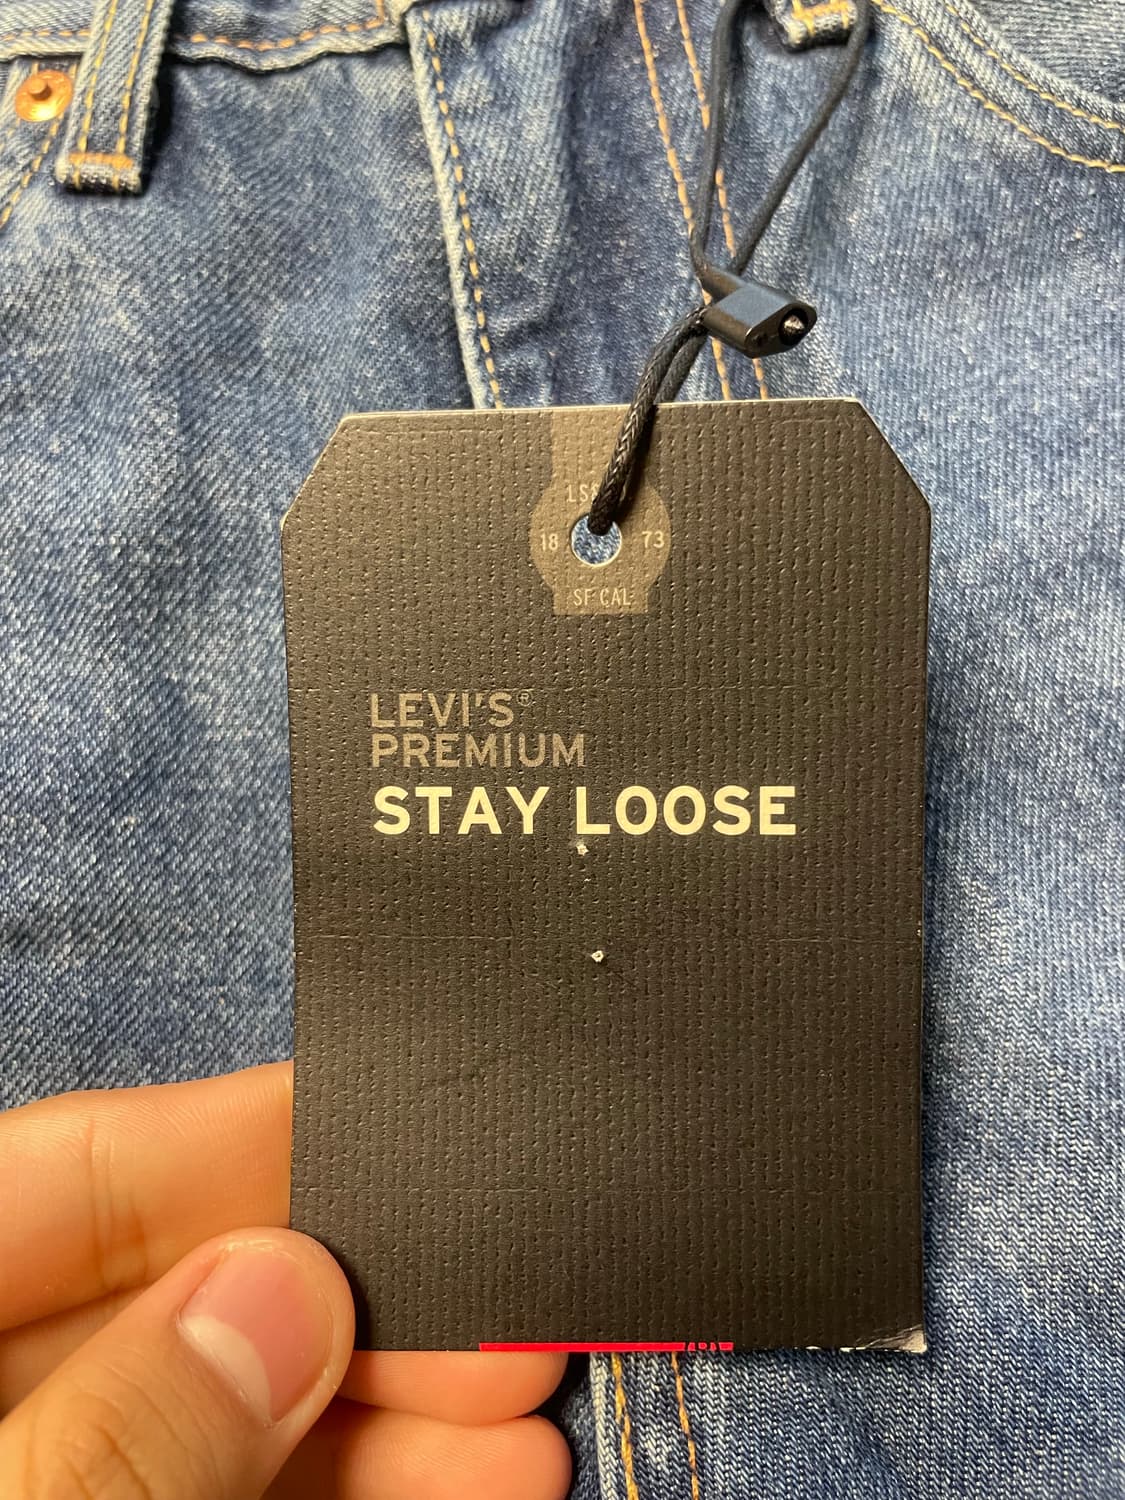 18 73
SF CAL
LEVI'S®
PREMIUM
STAY LOOSE